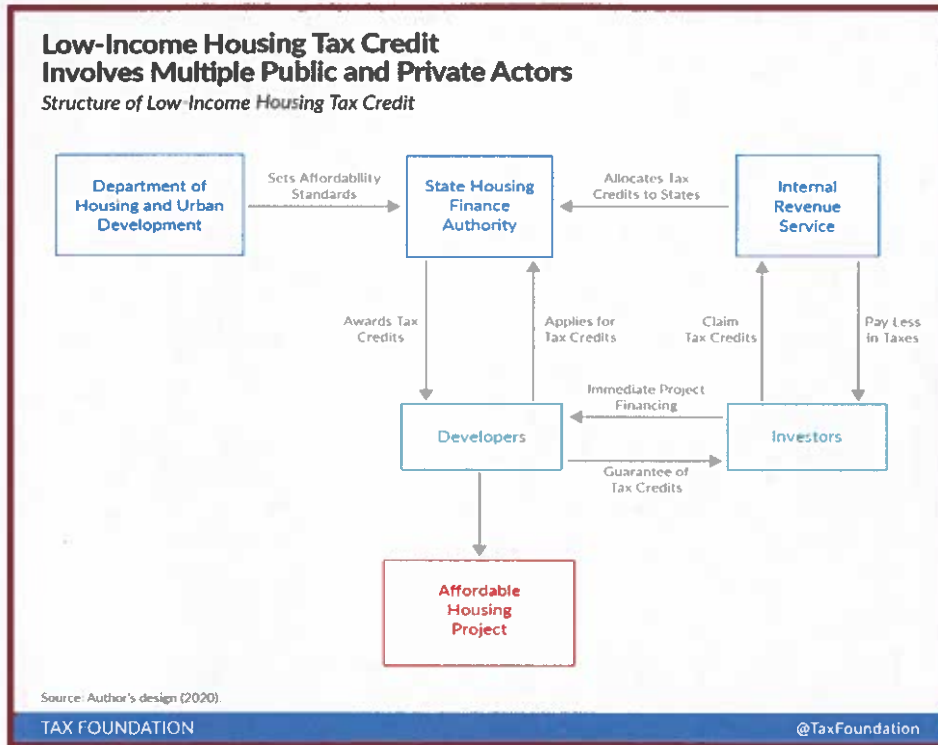 Low-Income Housing Tax Credit
Involves Multiple Public and Private Actors
Structure of Low-Income Housing Tax Credit
Department of
Housing and Urban
Development
Sets Affordability
Standards
State Housing
Finance
Authority
Allocates Tax
Credits to States
Internal
Revenue
Service
Awards Tax
Credits
Applies for
Tax Credits
Claim
Tax Credits
Pay Less
in Taxes
Immediate Project
Financing
Developers
Investors
Guarantee of
Tax Credits
Affordable
Housing
Project
Source: Author's design (2020).
TAX FOUNDATION
@TaxFoundation